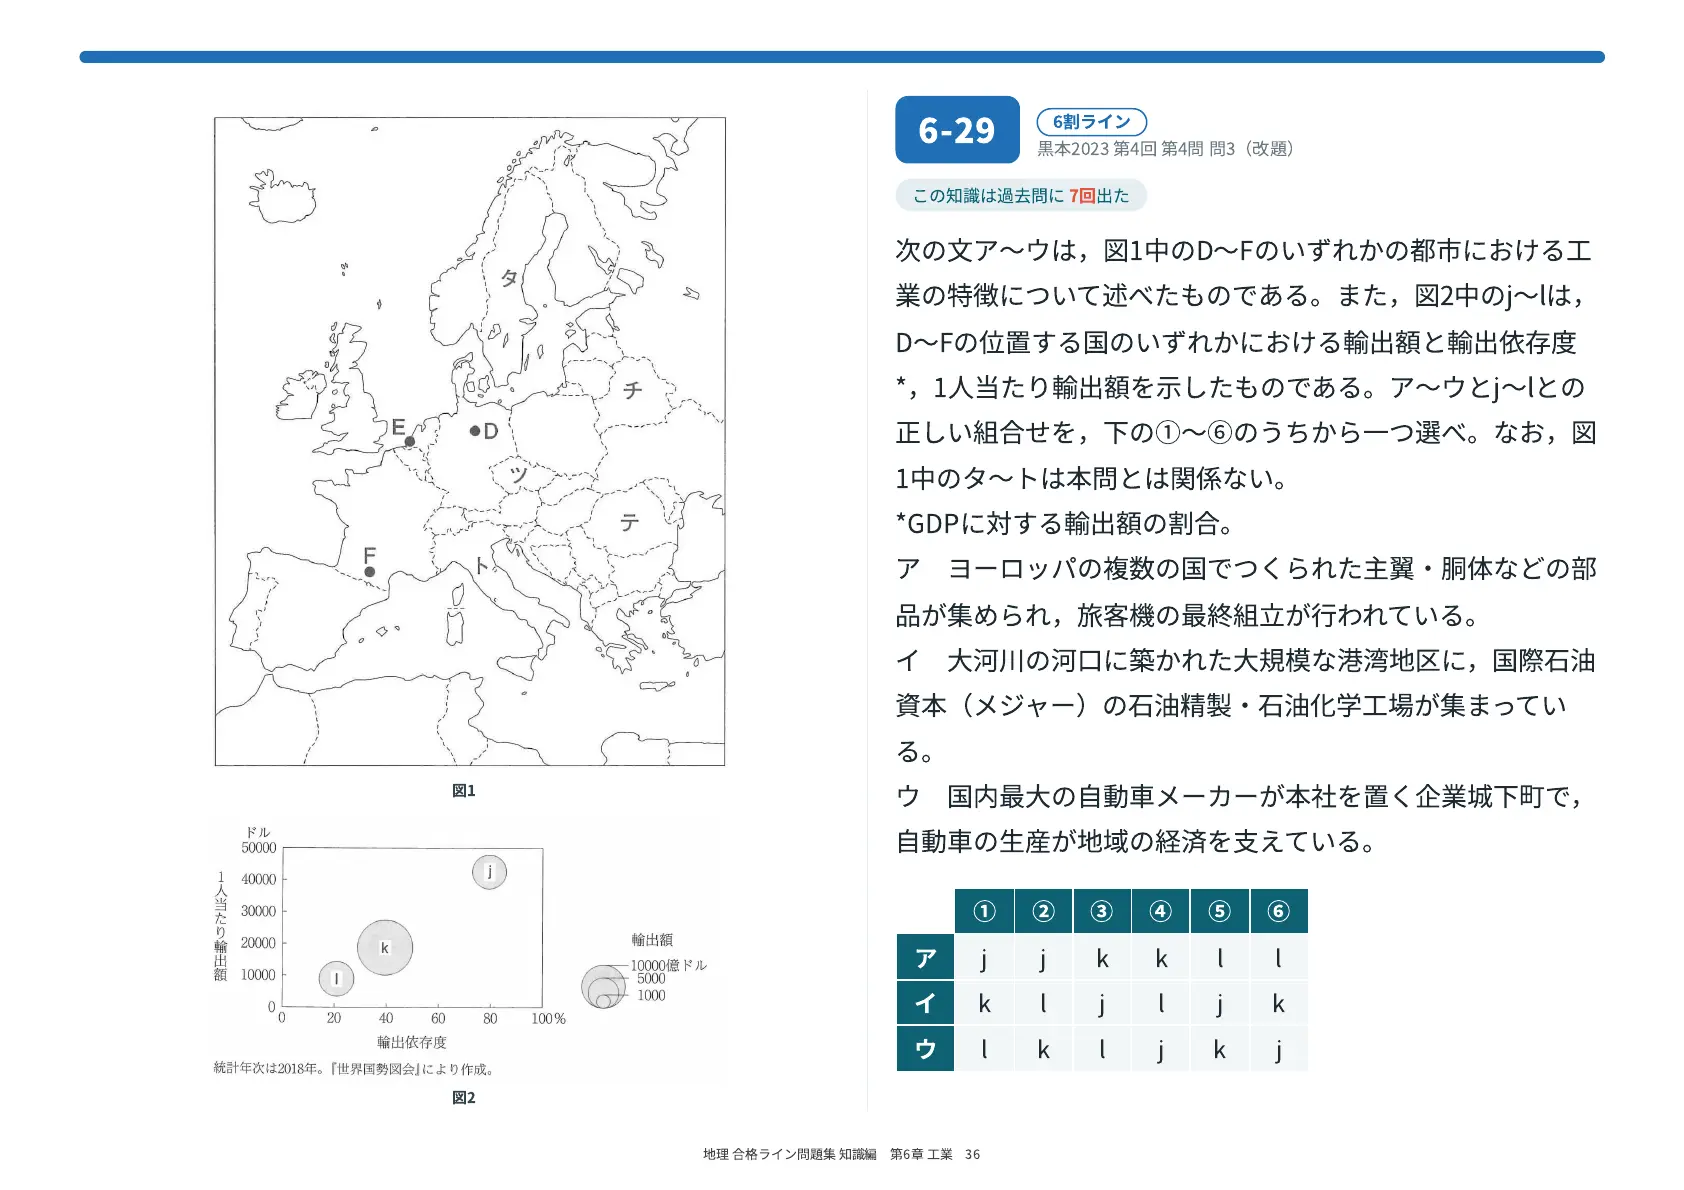 タ
チ
E
D
ツ
テ
F
ト
図1
ドル
50000
40000
30000
20000
10000
0
1人当たり輸出額
j
k
l
0 20 40 60 80 100%
輸出依存度
輸出額
10000億ドル
5000
1000
統計年次は2018年。『世界国勢図会』により作成。
図2
6-29
6割ライン
黒本2023 第4回 第4問 問3（改題）
この知識は過去問に 7回出た
次の文ア～ウは，図1中のD～Fのいずれかの都市における工
業の特徴について述べたものである。また，図2中のj～lは，
D～Fの位置する国のいずれかにおける輸出額と輸出依存度
*，1人当たり輸出額を示したものである。ア～ウとj～lとの
正しい組合せを，下の①～⑥のうちから一つ選べ。なお，図
1中のタ～トは本問とは関係ない。
*GDPに対する輸出額の割合。
ア　ヨーロッパの複数の国でつくられた主翼・胴体などの部
品が集められ，旅客機の最終組立が行われている。
イ　大河川の河口に築かれた大規模な港湾地区に，国際石油
資本（メジャー）の石油精製・石油化学工場が集まってい
る。
ウ　国内最大の自動車メーカーが本社を置く企業城下町で，
自動車の生産が地域の経済を支えている。
① ② ③ ④ ⑤ ⑥
ア j j k k l l
イ k l j l j k
ウ l k l j k j
地理 合格ライン問題集 知識編　第6章 工業　36